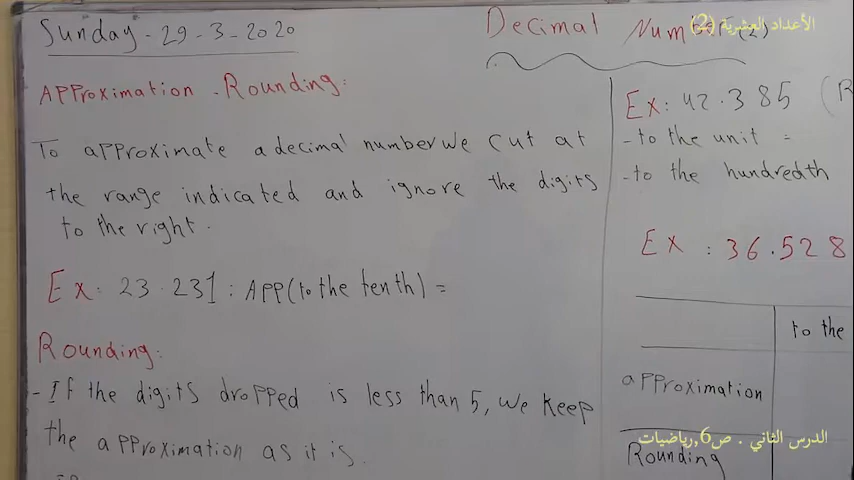 Sunday - 29 - 3 - 2020
Decimal Number (2)
الأعداد العشرية (2)
APProximation . Rounding:
To approximate a decimal number we cut at
the range indicated and ignore the digits
to the right.
Ex: 23.231 : APP(to the tenth) =
Rounding:
- If the digits dropped is less than 5, we keep
the approximation as it is.
Ex: 42.385 (R
- to the unit =
- to the hundredth
Ex : 36.528
to the
approximation
الدرس الثاني . ص6,رياضيات
Rounding